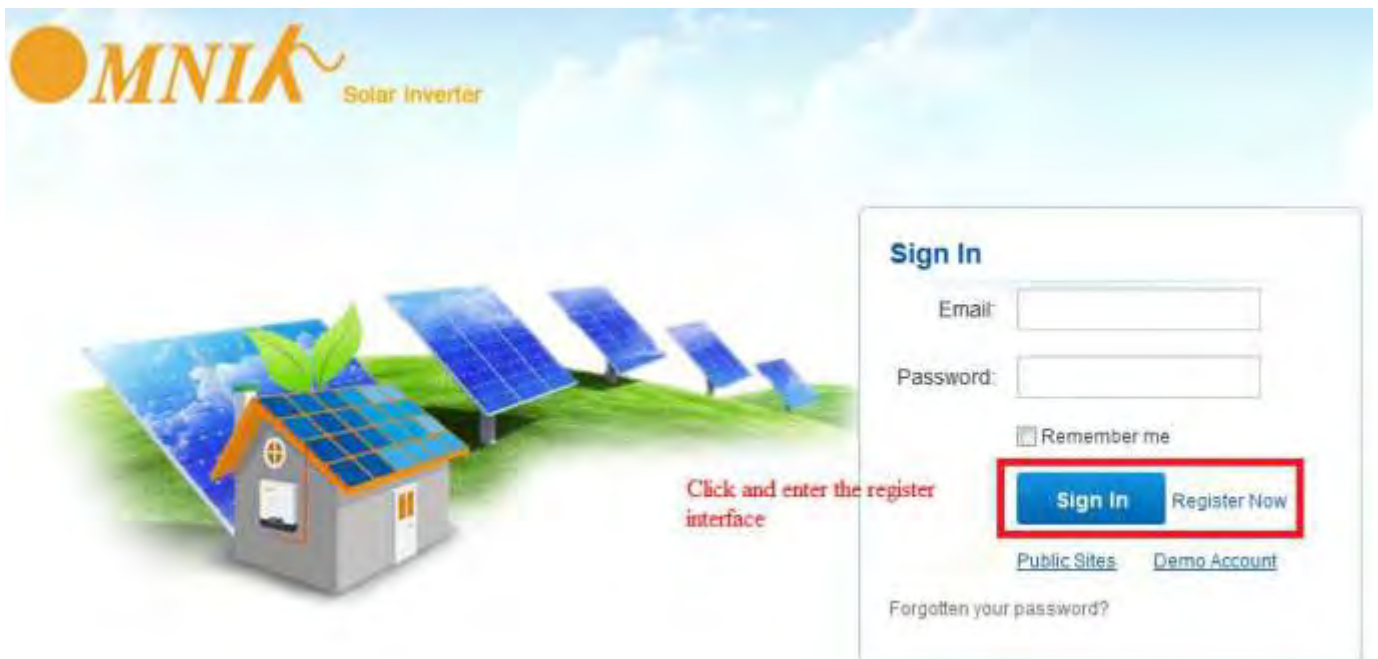 OMNIK
Solar Inverter
Sign In
Email:
Password:
Remember me
Click and enter the register
interface
Sign In Register Now
Public Sites Demo Account
Forgotten your password?